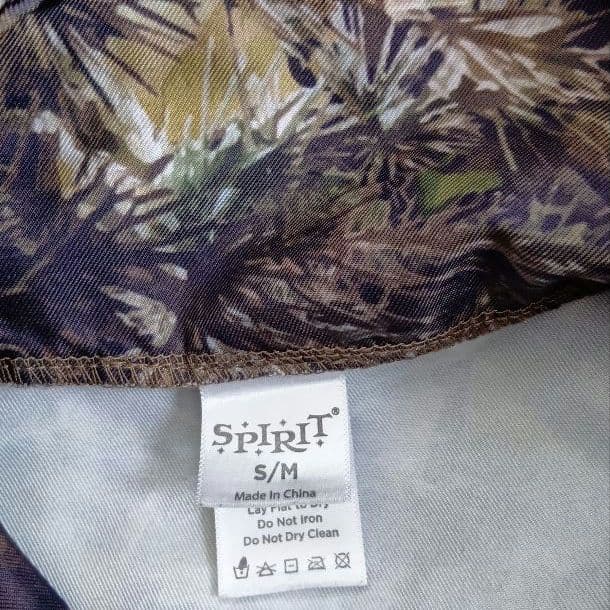 SPIRIT®
S/M
Made In China
Lay Flat to Dry
Do Not Iron
Do Not Dry Clean